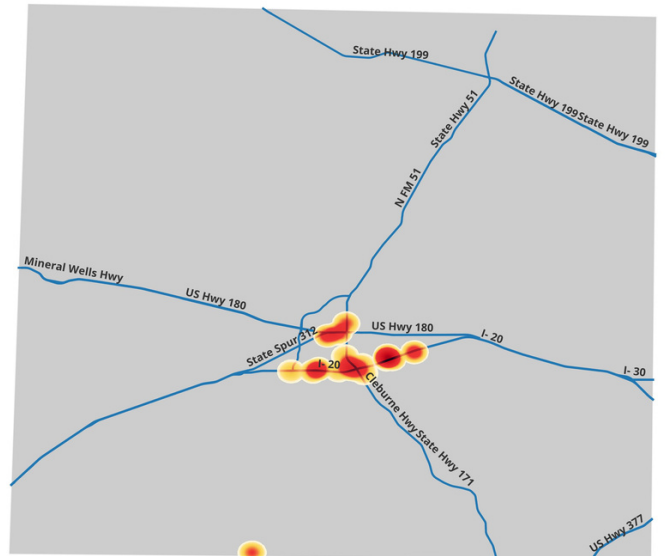 State Hwy 199
State Hwy 199
State Hwy 199
State Hwy 51
N FM 51
Mineral Wells Hwy
US Hwy 180
State Spur 312
US Hwy 180
I- 20
I- 20
I- 30
Cleburne Hwy
State Hwy 171
US Hwy 377